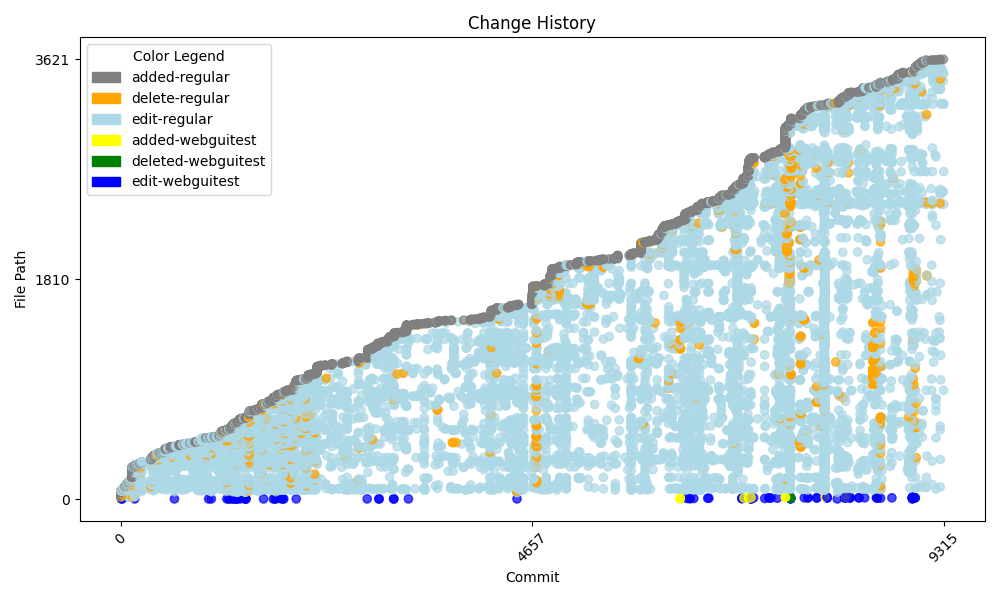 Change History
Color Legend
added-regular
delete-regular
edit-regular
added-webguitest
deleted-webguitest
edit-webguitest
File Path
3621
1810
0
0
4657
9315
Commit